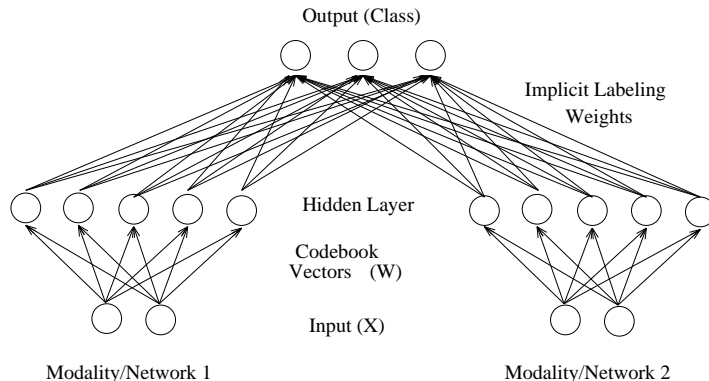 Output (Class)
Implicit Labeling
Weights
Hidden Layer
Codebook
Vectors (W)
Input (X)
Modality/Network 1
Modality/Network 2